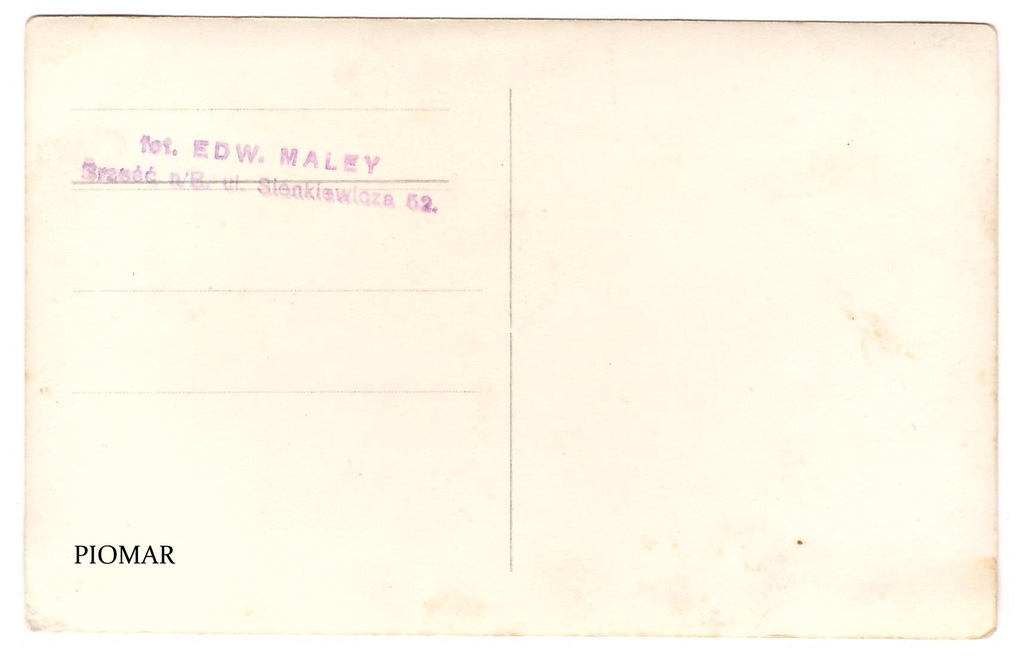 fot. EDW. MALEY
Brześć n/B. ul. Sienkiewicza 52.
PIOMAR